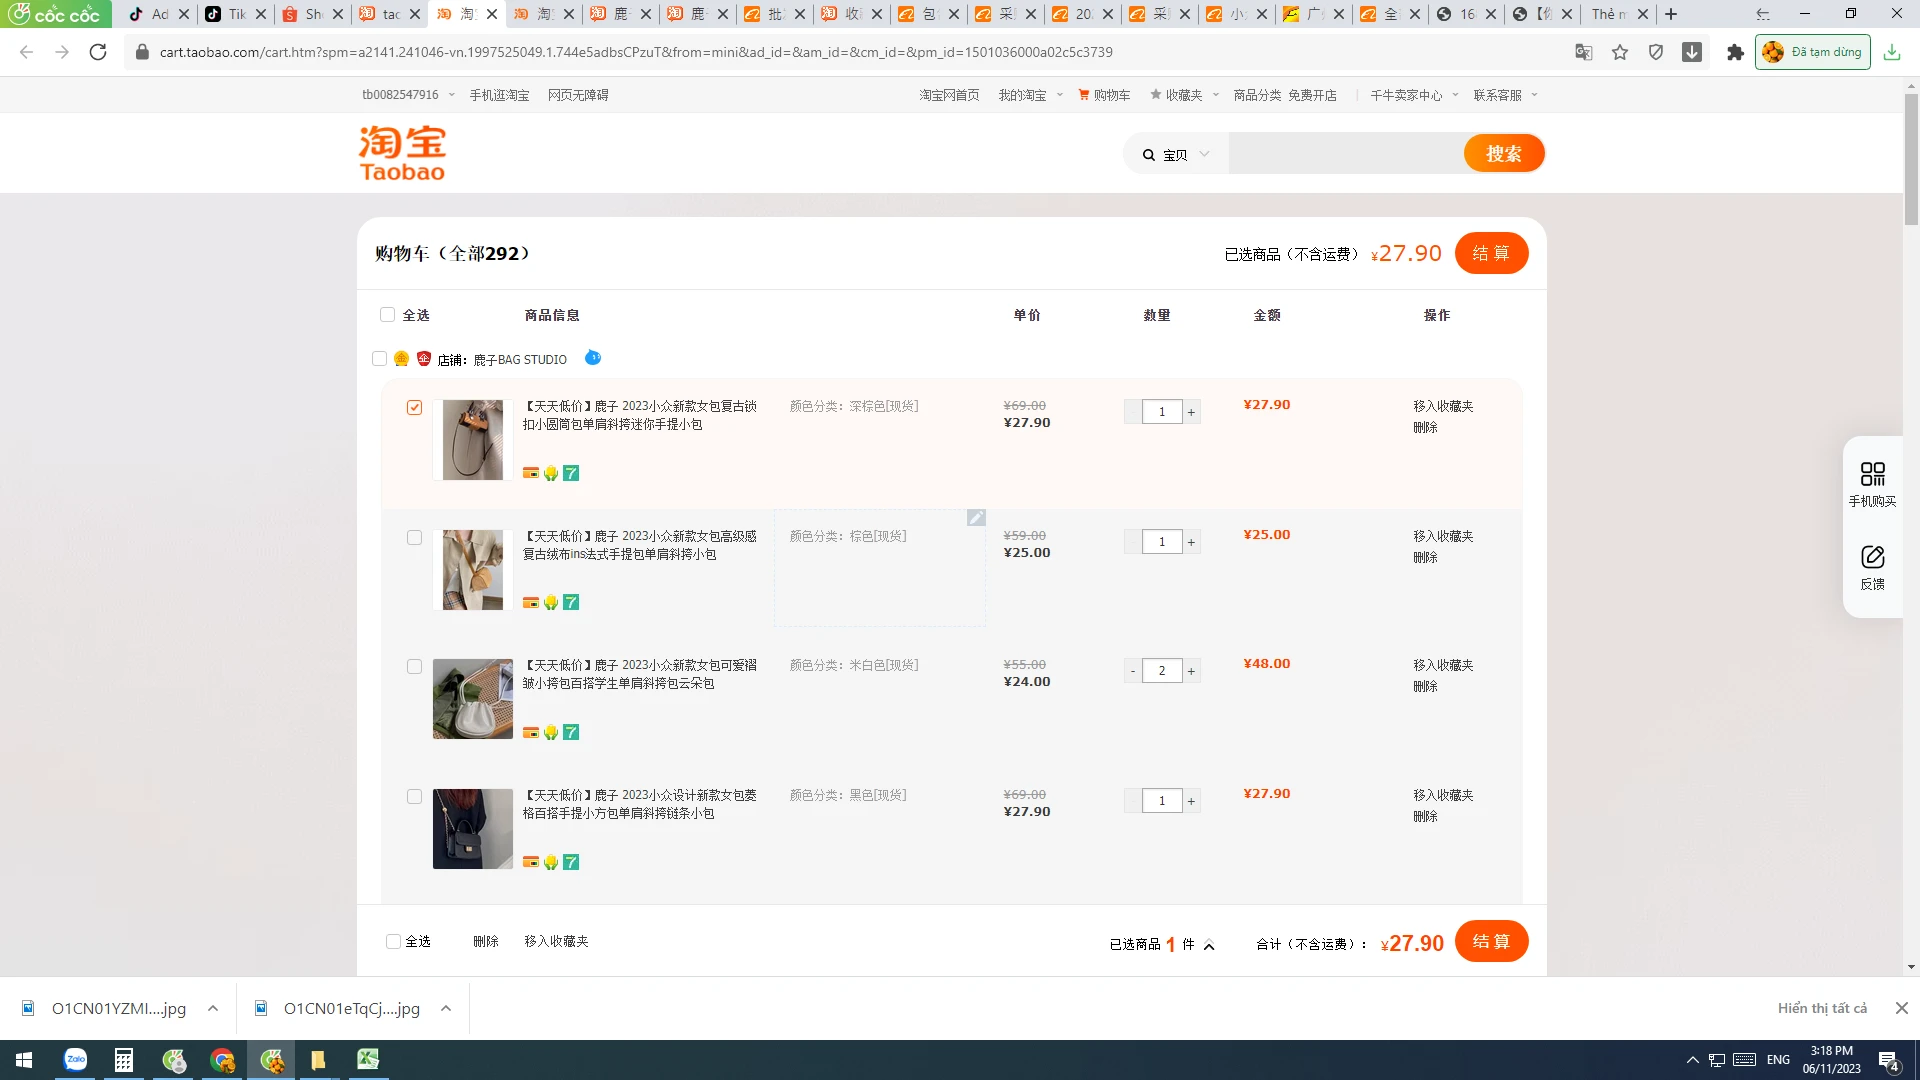 cốc cốc Ad Tik Sh tac 淘 淘 鹿 鹿 批 收 包 采 20 采 小 广 全 16 【你 Thẻ m
cart.taobao.com/cart.htm?spm=a2141.241046-vn.1997525049.1.744e5adbsCPzuT&from=mini&ad_id=&am_id=&cm_id=&pm_id=1501036000a02c5c3739
Đã tạm dừng
tb0082547916 手机逛淘宝 网页无障碍 淘宝网首页 我的淘宝 购物车 收藏夹 商品分类 免费开店 千牛卖家中心 联系客服
淘宝
Taobao
宝贝 搜索
购物车（全部292） 已选商品（不含运费） ¥27.90 结 算
全选 商品信息 单价 数量 金额 操作
店铺：鹿子BAG STUDIO
【天天低价】鹿子 2023小众新款女包复古锁 颜色分类：深棕色[现货] ¥69.00 1 + ¥27.90 移入收藏夹
扣小圆筒包单肩斜挎迷你手提小包 ¥27.90 删除
7
【天天低价】鹿子 2023小众新款女包高级感 颜色分类：棕色[现货] ¥59.00 1 + ¥25.00 移入收藏夹
复古绒布ins法式手提包单肩斜挎小包 ¥25.00 删除
7
【天天低价】鹿子 2023小众新款女包可爱褶 颜色分类：米白色[现货] ¥55.00 - 2 + ¥48.00 移入收藏夹
皱小挎包百搭学生单肩斜挎包云朵包 ¥24.00 删除
7
【天天低价】鹿子 2023小众设计新款女包菱 颜色分类：黑色[现货] ¥69.00 1 + ¥27.90 移入收藏夹
格百搭手提小方包单肩斜挎链条小包 ¥27.90 删除
7
手机购买
反馈
全选 删除 移入收藏夹 已选商品 1 件 合计（不含运费）： ¥27.90 结 算
O1CN01YZMI....jpg O1CN01eTqCj....jpg Hiển thị tất cả
Zalo ENG 3:18 PM
06/11/2023 4